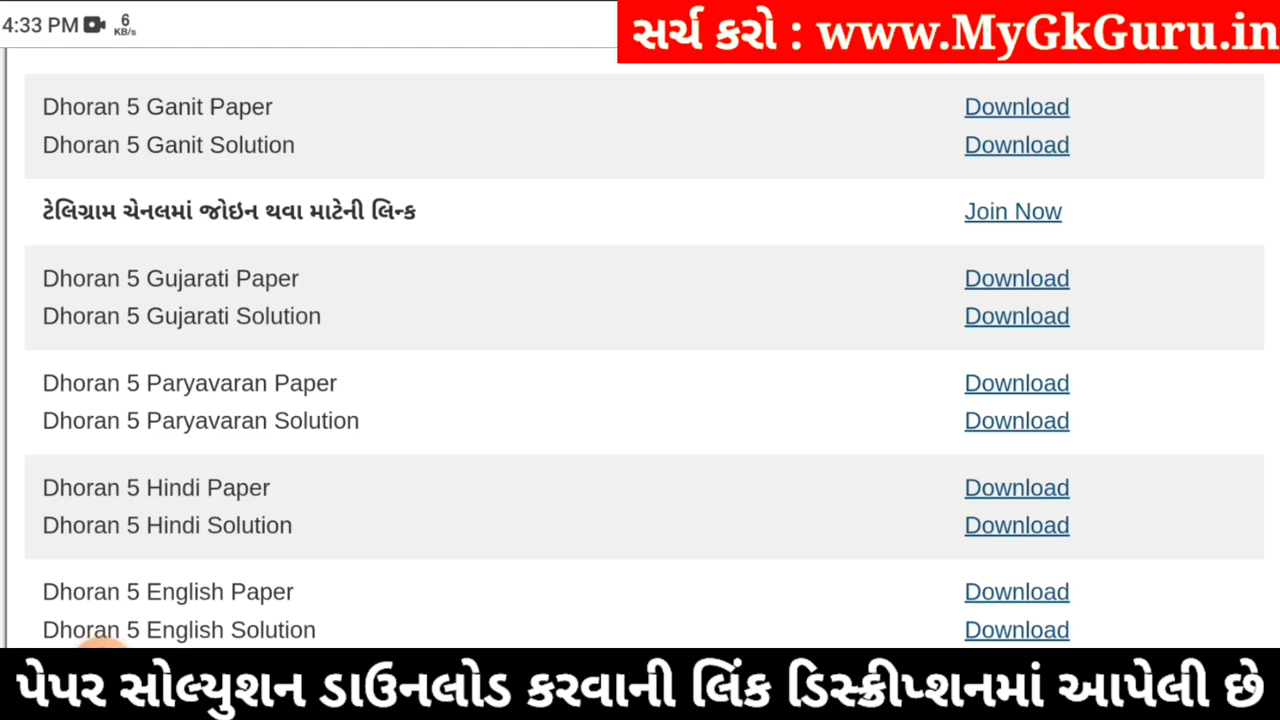 4:33 PM 6 KB/s
સર્ચ કરો : www.MyGkGuru.in
Dhoran 5 Ganit Paper Download
Dhoran 5 Ganit Solution Download
ટેલિગ્રામ ચેનલમાં જોઇન થવા માટેની લિન્ક Join Now
Dhoran 5 Gujarati Paper Download
Dhoran 5 Gujarati Solution Download
Dhoran 5 Paryavaran Paper Download
Dhoran 5 Paryavaran Solution Download
Dhoran 5 Hindi Paper Download
Dhoran 5 Hindi Solution Download
Dhoran 5 English Paper Download
Dhoran 5 English Solution Download
પેપર સોલ્યુશન ડાઉનલોડ કરવાની લિંક ડિસ્ક્રીપ્શનમાં આપેલી છે